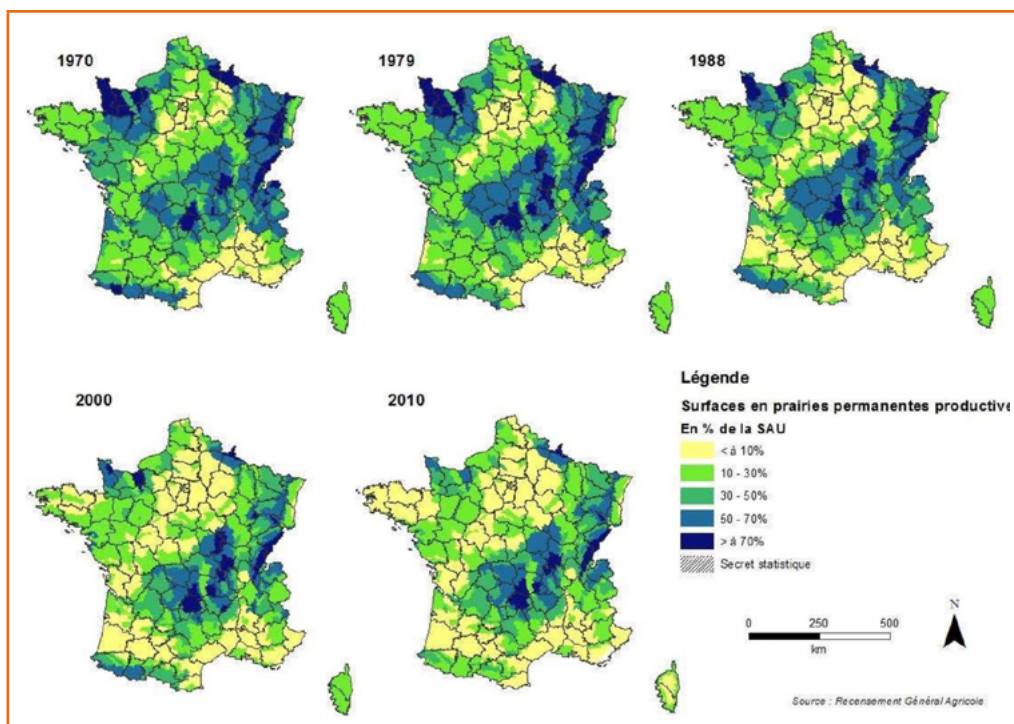 1970
1979
1988
2000
2010
Légende
Surfaces en prairies permanentes productive
En % de la SAU
< à 10%
10 - 30%
30 - 50%
50 - 70%
> à 70%
Secret statistique
0 250 500
km
N
Source : Recensement Général Agricole